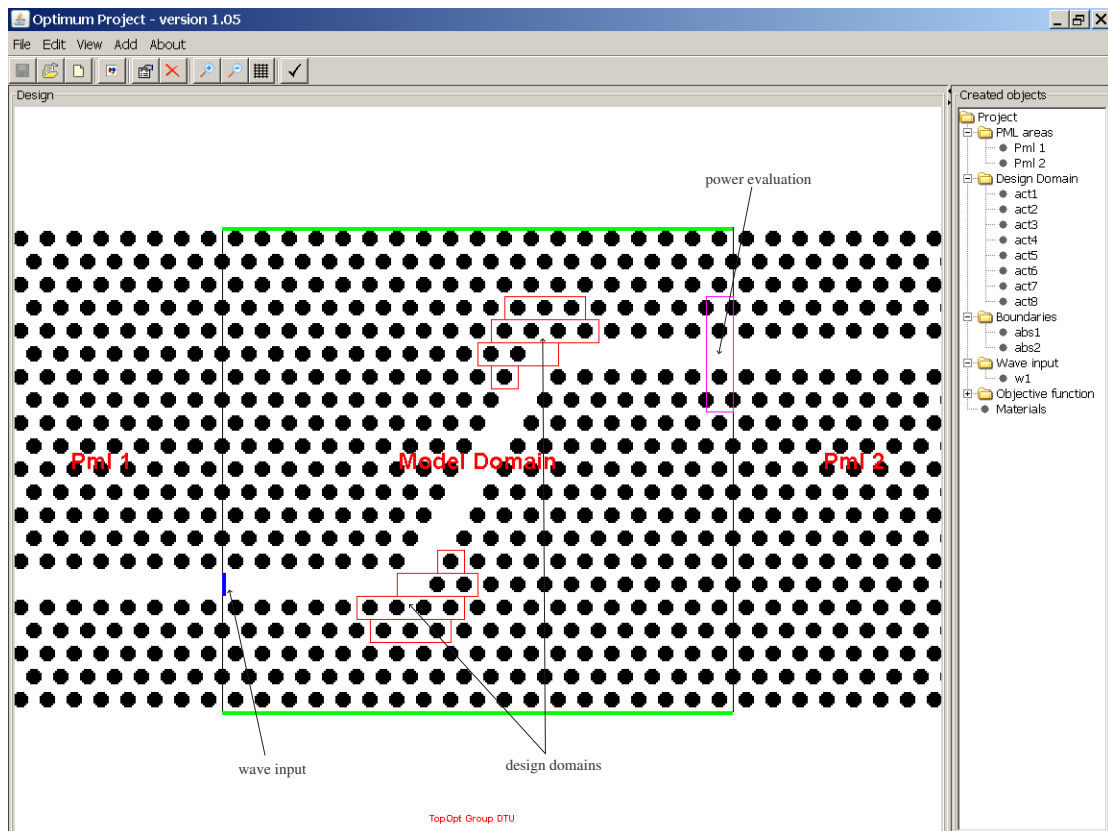 Optimum Project - version 1.05
File Edit View Add About
Design
Created objects
Project
PML areas
Pml 1
Pml 2
Design Domain
act1
act2
act3
act4
act5
act6
act7
act8
Boundaries
abs1
abs2
Wave input
w1
Objective function
Materials
power evaluation
Pml 1
Model Domain
Pml 2
wave input
design domains
TopOpt Group DTU